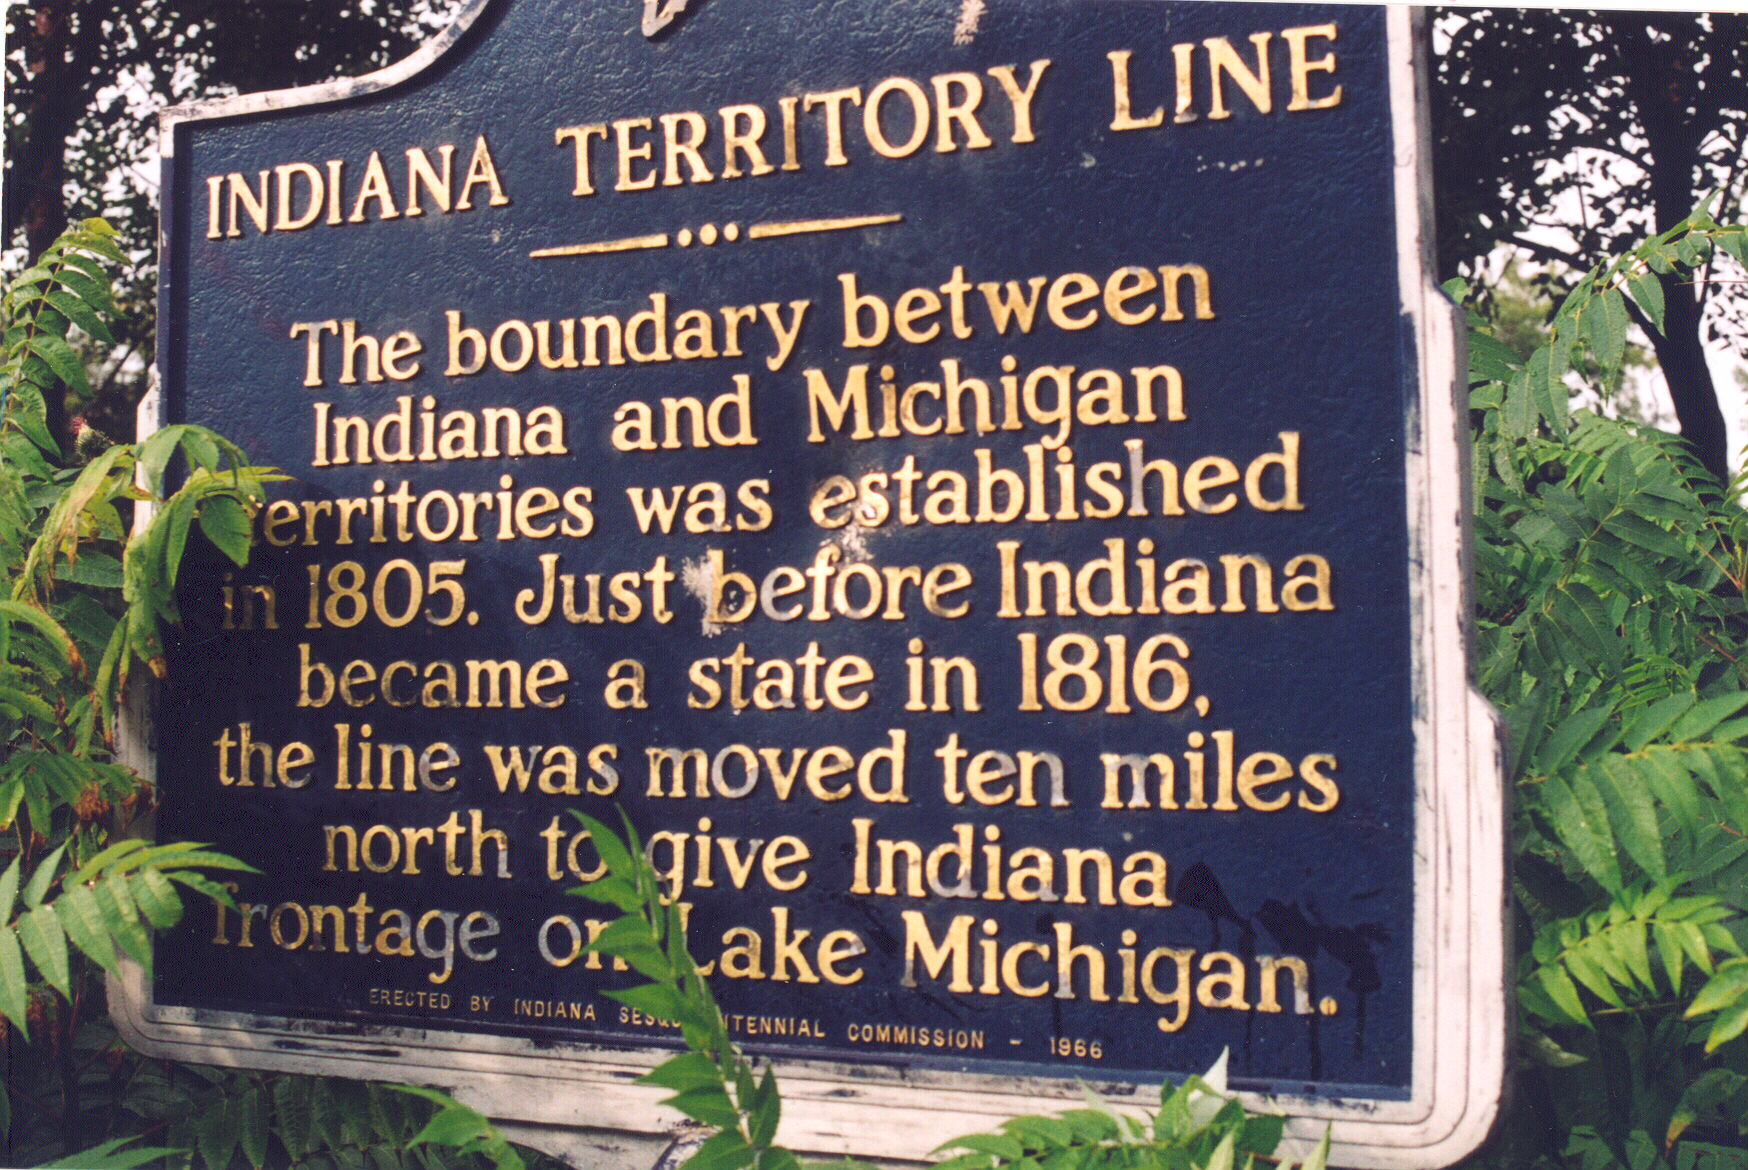 INDIANA TERRITORY LINE
The boundary between
Indiana and Michigan
territories was established
in 1805. Just before Indiana
became a state in 1816,
the line was moved ten miles
north to give Indiana
frontage on Lake Michigan.
ERECTED BY INDIANA SESQUICENTENNIAL COMMISSION - 1966